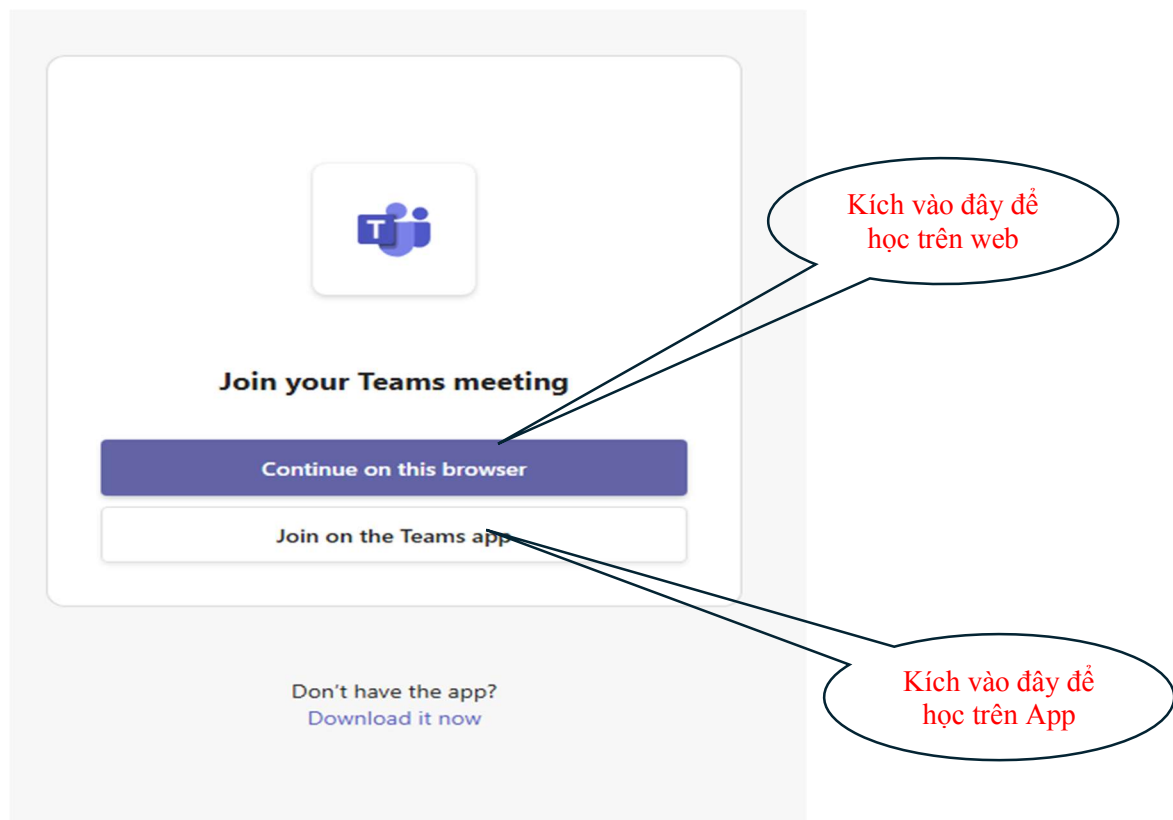 T
Kích vào đây để
học trên web
Join your Teams meeting
Continue on this browser
Join on the Teams app
Kích vào đây để
học trên App
Don't have the app?
Download it now